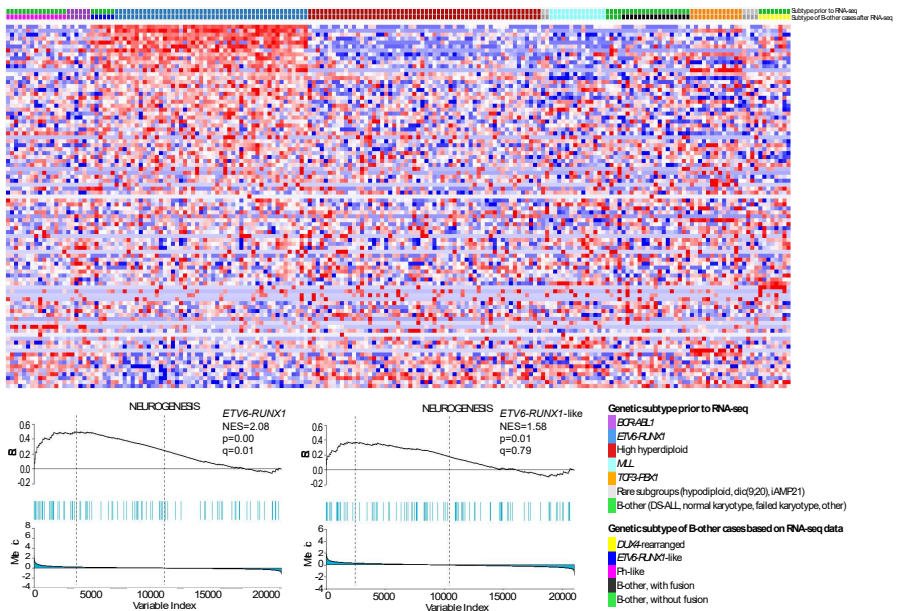 Subtype prior to RNA-seq
Subtype of B-other cases after RNA-seq
NEUROGENESIS
ETV6-RUNX1
NES=2.08
p=0.00
q=0.01
0.6
0.4
0.2
0.0
-0.2
8
6
4
2
0
-2
-4
0
5000
10000
15000
20000
Variable Index
NEUROGENESIS
ETV6-RUNX1-like
NES=1.58
p=0.01
q=0.79
0.6
0.4
0.2
0.0
-0.2
6
4
2
0
-2
-4
0
5000
10000
15000
20000
Variable Index
Genetic subtype prior to RNA-seq
BCR-ABL1
ETV6-RUNX1
High hyperdiploid
MLL
TCF3-PBX1
Rare subgroups (hypodiploid, dic(9;20), iAMP21)
B-other (DS-ALL, normal karyotype, failed karyotype, other)
Genetic subtype of B-other cases based on RNA-seq data
DUX4-rearranged
ETV6-RUNX1-like
Ph-like
B-other, with fusion
B-other, without fusion